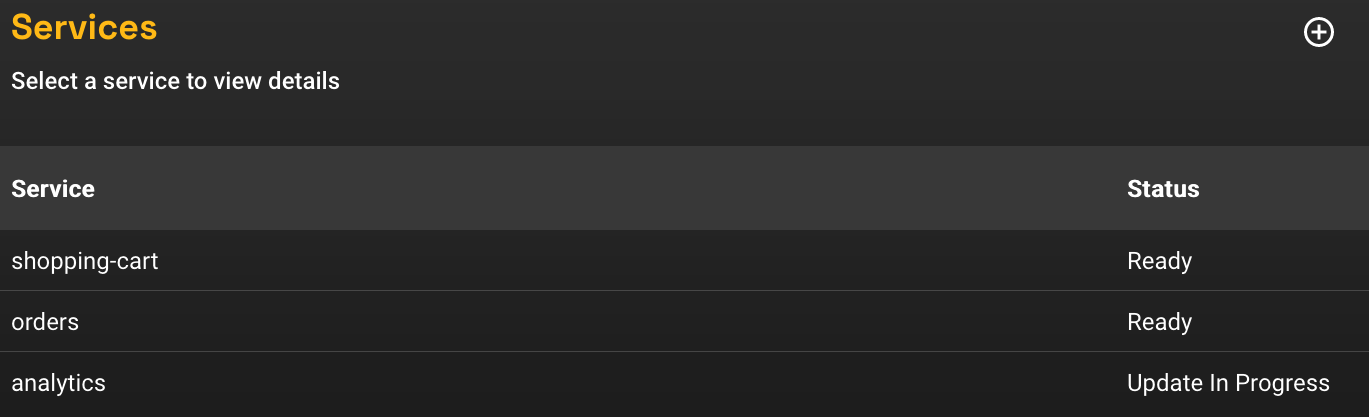 Services
Select a service to view details
Service Status
shopping-cart Ready
orders Ready
analytics Update In Progress